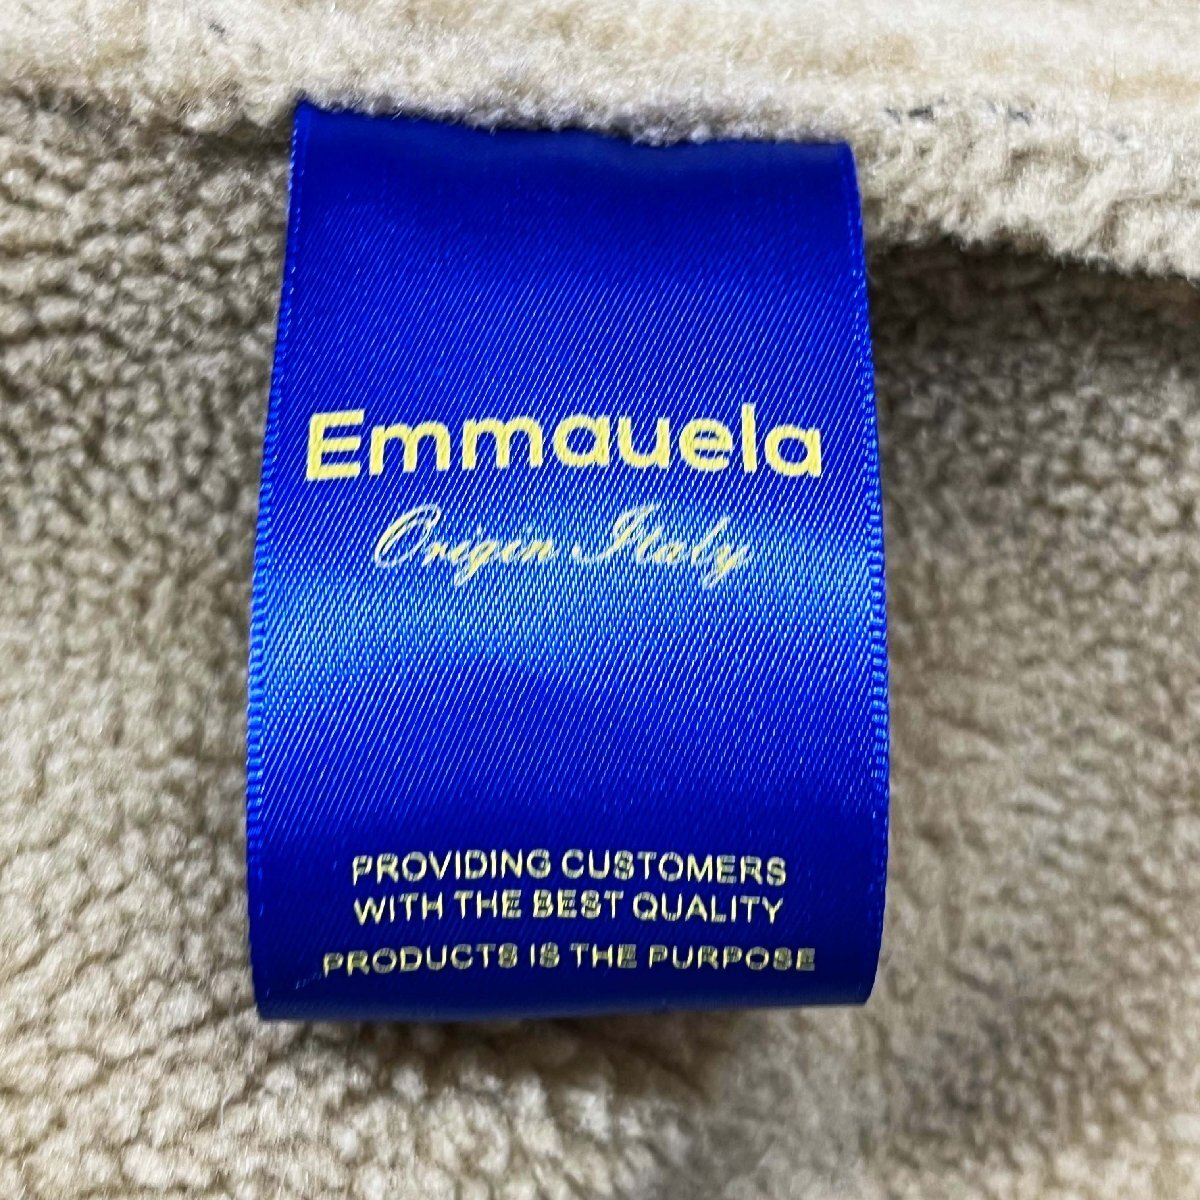 Emmauela
Origin Italy
PROVIDING CUSTOMERS
WITH THE BEST QUALITY
PRODUCTS IS THE PURPOSE